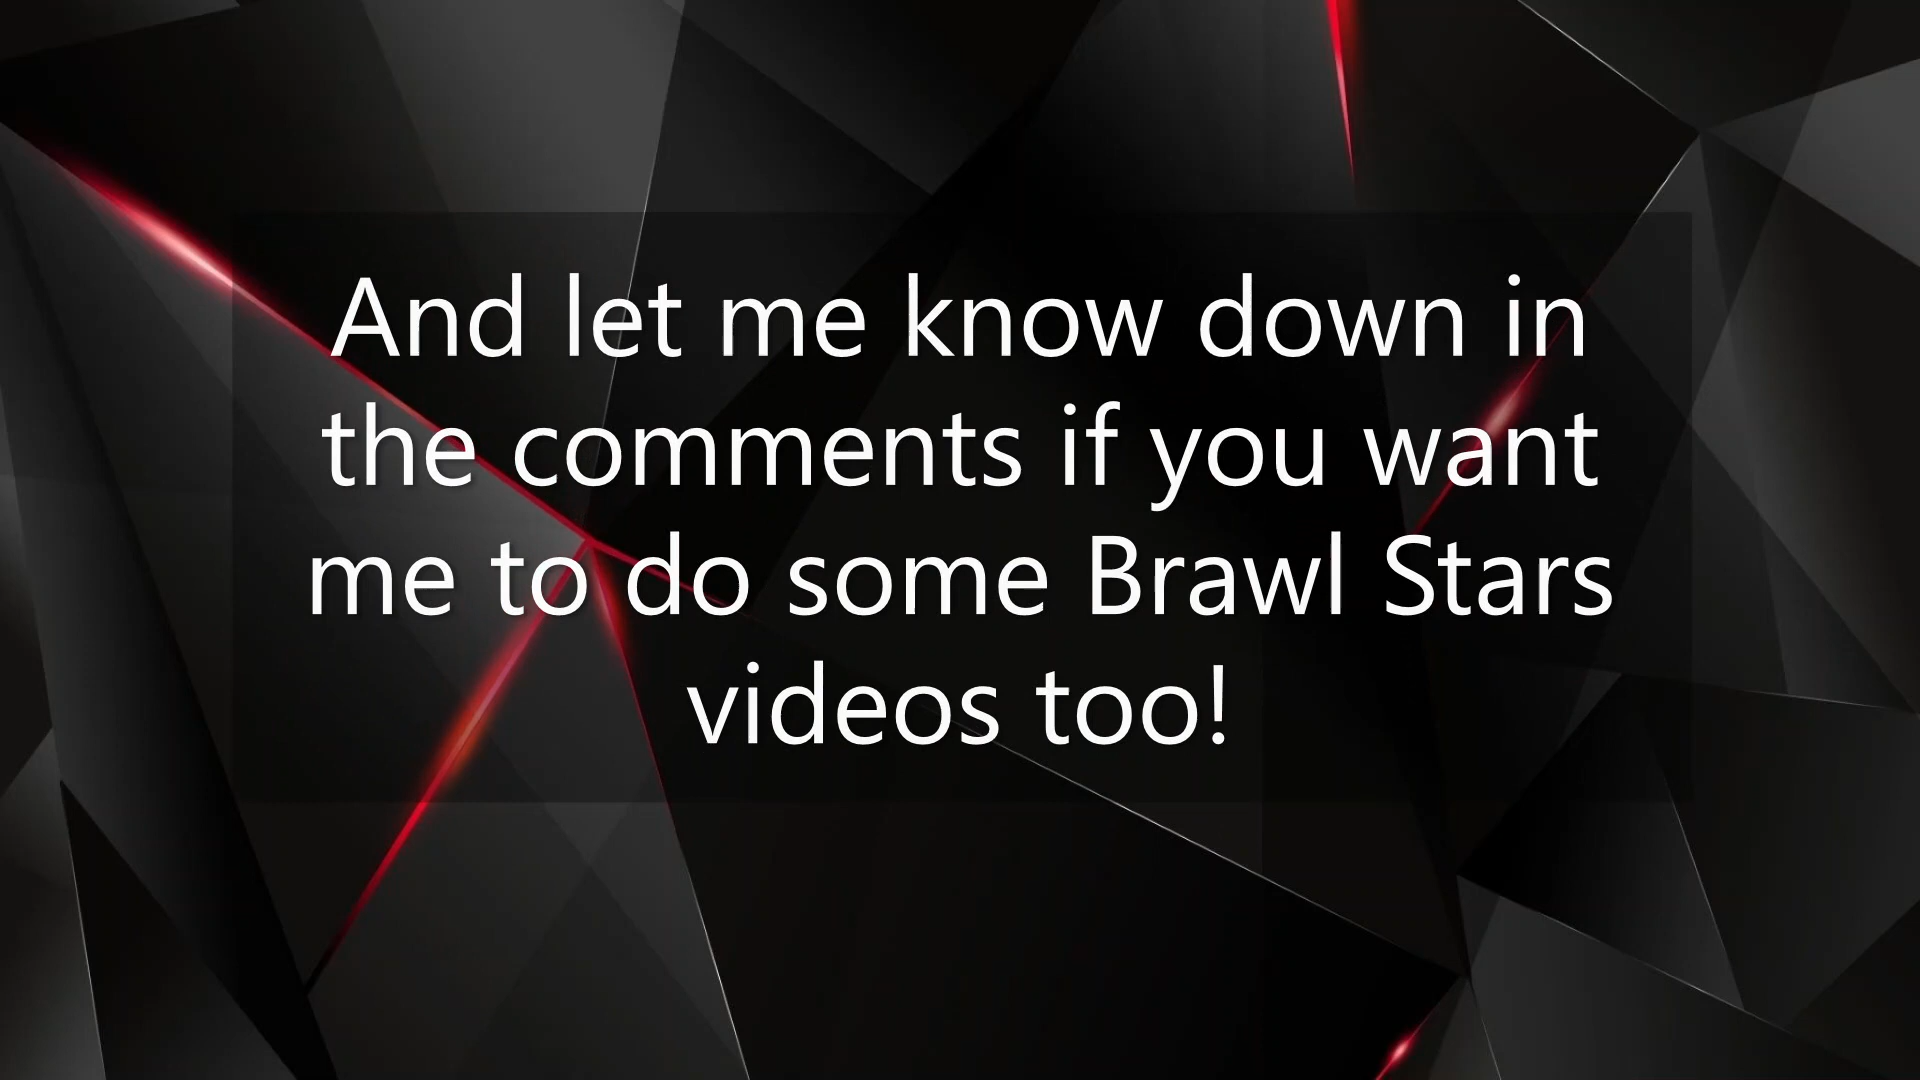 And let me know down in
the comments if you want
me to do some Brawl Stars
videos too!